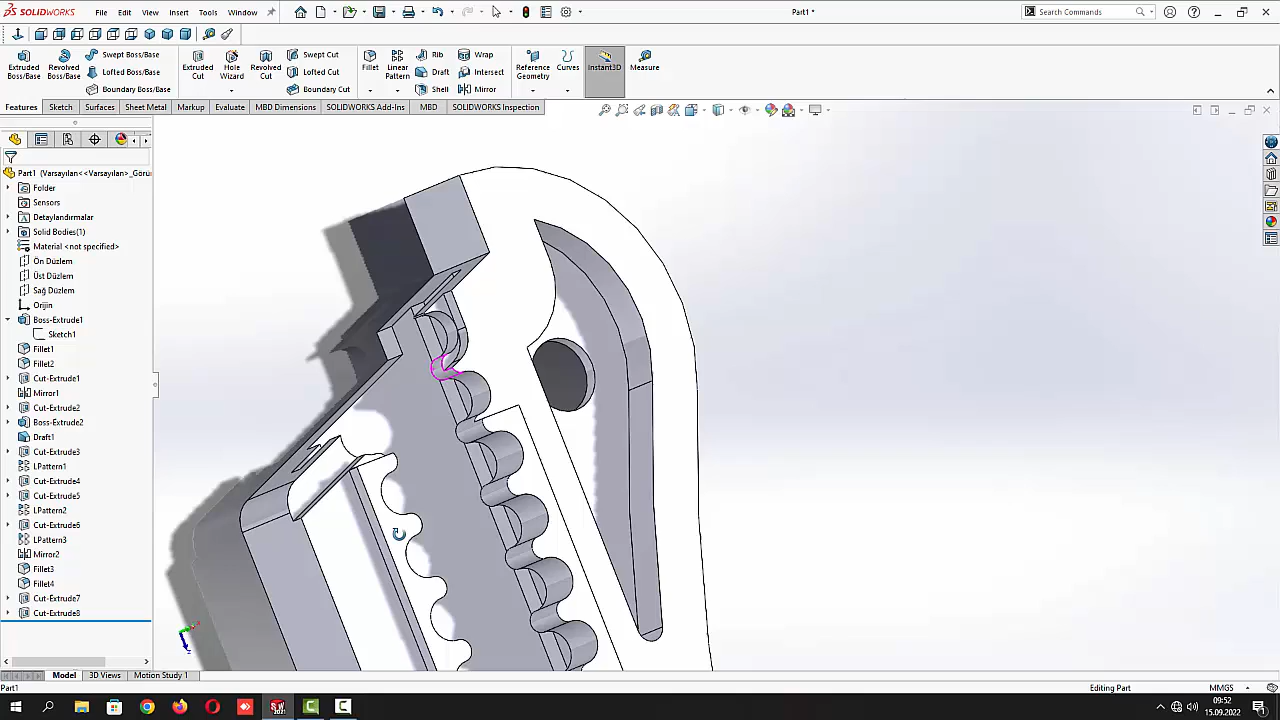 SOLIDWORKS File Edit View Insert Tools Window Part1 * Search Commands
Extruded Boss/Base
Revolved Boss/Base
Swept Boss/Base
Lofted Boss/Base
Boundary Boss/Base
Extruded Cut
Hole Wizard
Revolved Cut
Swept Cut
Lofted Cut
Boundary Cut
Fillet
Linear Pattern
Rib
Draft
Shell
Wrap
Intersect
Mirror
Reference Geometry
Curves
Instant3D
Measure
Features Sketch Surfaces Sheet Metal Markup Evaluate MBD Dimensions SOLIDWORKS Add-Ins MBD SOLIDWORKS Inspection
Part1 (Varsayılan<<Varsayılan>_Görü
Folder
Sensors
Detaylandırmalar
Solid Bodies(1)
Material <not specified>
Ön Düzlem
Üst Düzlem
Sağ Düzlem
Orijin
Boss-Extrude1
Sketch1
Fillet1
Fillet2
Cut-Extrude1
Mirror1
Cut-Extrude2
Boss-Extrude2
Draft1
Cut-Extrude3
LPattern1
Cut-Extrude4
Cut-Extrude5
LPattern2
Cut-Extrude6
LPattern3
Mirror2
Fillet3
Fillet4
Cut-Extrude7
Cut-Extrude8
Model 3D Views Motion Study 1
Part1 Editing Part MMGS
09:52
15.09.2022